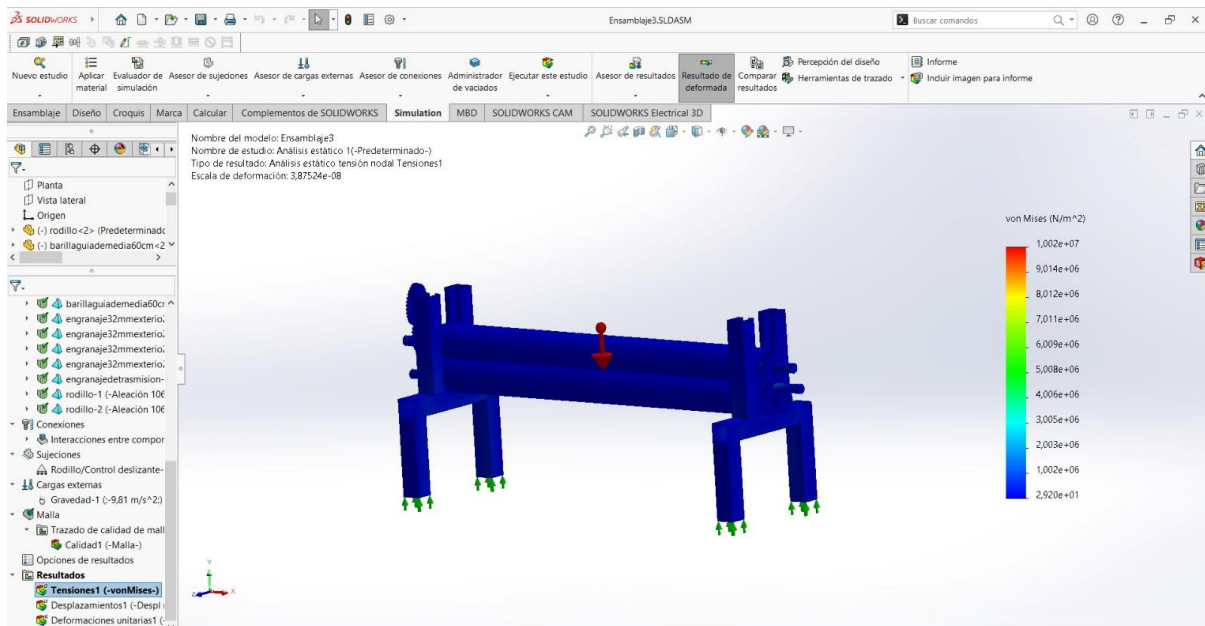 SOLIDWORKS
Ensamblaje3.SLDASM
Buscar comandos
Nuevo estudio
Aplicar material
Evaluador de simulación
Asesor de sujeciones
Asesor de cargas externas
Asesor de conexiones
Administrador de vaciados
Ejecutar este estudio
Asesor de resultados
Resultado de deformada
Comparar resultados
Percepción del diseño
Herramientas de trazado
Informe
Incluir imagen para informe
Ensamblaje Diseño Croquis Marca Calcular Complementos de SOLIDWORKS Simulation MBD SOLIDWORKS CAM SOLIDWORKS Electrical 3D
Nombre del modelo: Ensamblaje3
Nombre de estudio: Análisis estático 1(-Predeterminado-)
Tipo de resultado: Análisis estático tensión nodal Tensiones1
Escala de deformación: 3,87524e-08
Planta
Vista lateral
Origen
(-) rodillo<2> (Predeterminado
(-) barillaguiademedia60cm<2
barillaguiademedia60cr
engranaje32mmexterio
engranaje32mmexterio
engranaje32mmexterio
engranaje32mmexterio
engranajedetrasmision-
rodillo-1 (-Aleación 106
rodillo-2 (-Aleación 106
Conexiones
Interacciones entre compor
Sujeciones
Rodillo/Control deslizante-
Cargas externas
Gravedad-1 (:-9,81 m/s^2:)
Malla
Trazado de calidad de mall
Calidad1 (-Malla-)
Opciones de resultados
Resultados
Tensiones1 (-vonMises-)
Desplazamientos1 (-Despl
Deformaciones unitarias1 (-
von Mises (N/m^2)
1,002e+07
9,014e+06
8,012e+06
7,011e+06
6,009e+06
5,008e+06
4,006e+06
3,005e+06
2,003e+06
1,002e+06
2,920e+01
Y
X
Z